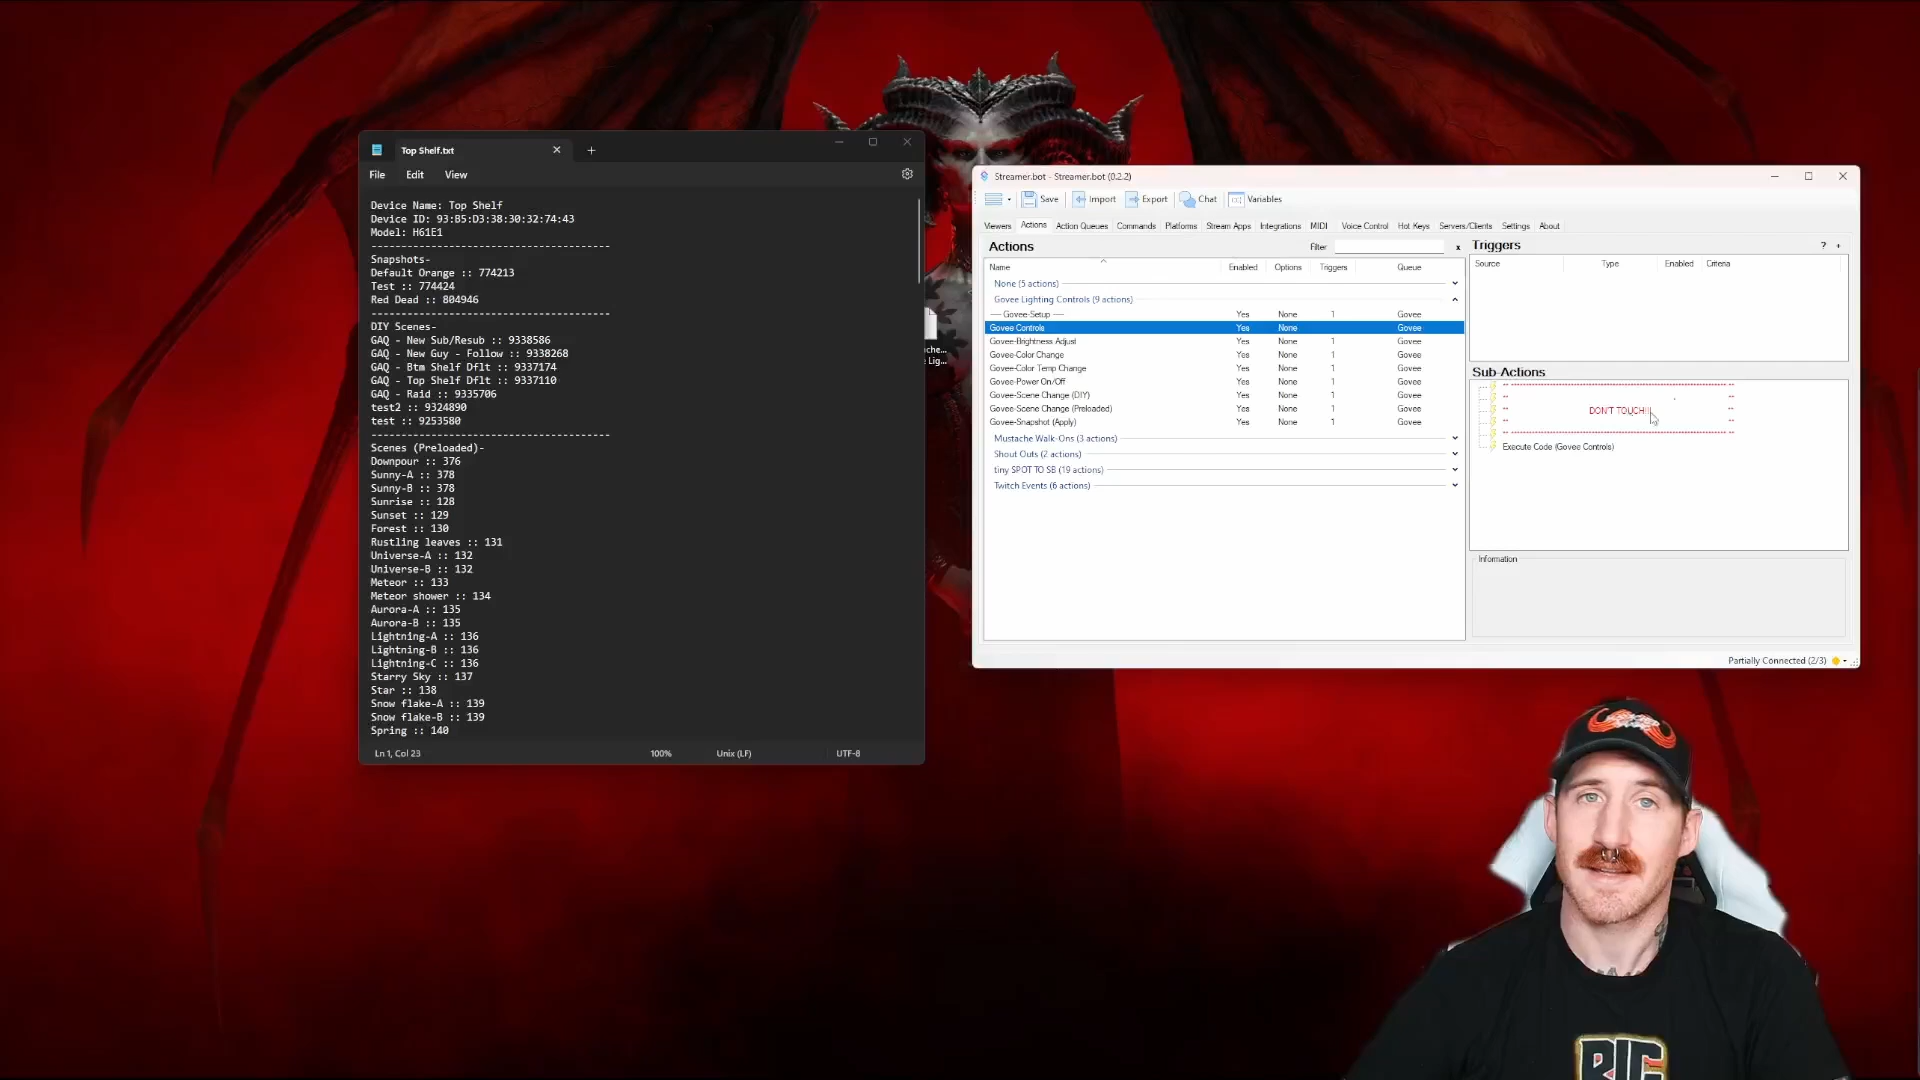 Top Shelf.txt
File Edit View
Device Name: Top Shelf
Device ID: 93:B5:D3:38:30:32:74:43
Model: H61E1
----------------------------------------
Snapshots-
Default Orange :: 774213
Test :: 774424
Red Dead :: 804946
----------------------------------------
DIY Scenes-
GAQ - New Sub/Resub :: 9338586
GAQ - New Guy - Follow :: 9338268
GAQ - Btm Shelf Dflt :: 9337174
GAQ - Top Shelf Dflt :: 9337110
GAQ - Raid :: 9335706
test2 :: 9324890
test :: 9253580
----------------------------------------
Scenes (Preloaded)-
Downpour :: 376
Sunny-A :: 378
Sunny-B :: 378
Sunrise :: 128
Sunset :: 129
Forest :: 130
Rustling leaves :: 131
Universe-A :: 132
Universe-B :: 132
Meteor :: 133
Meteor shower :: 134
Aurora-A :: 135
Aurora-B :: 135
Lightning-A :: 136
Lightning-B :: 136
Lightning-C :: 136
Starry Sky :: 137
Star :: 138
Snow flake-A :: 139
Snow flake-B :: 139
Spring :: 140
Ln 1, Col 23 100% Unix (LF) UTF-8
che...
e Lig...
Streamer.bot - Streamer.bot (0.2.2)
Save Import Export Chat Variables
Viewers Actions Action Queues Commands Platforms Stream Apps Integrations MIDI Voice Control Hot Keys Servers/Clients Settings About
Actions Filter x
Name Enabled Options Triggers Queue
None (5 actions)
Govee Lighting Controls (9 actions)
---- Govee-Setup ---- Yes None 1 Govee
Govee Controls Yes None Govee
Govee-Brightness Adjust Yes None 1 Govee
Govee-Color Change Yes None 1 Govee
Govee-Color Temp Change Yes None 1 Govee
Govee-Power On/Off Yes None 1 Govee
Govee-Scene Change (DIY) Yes None 1 Govee
Govee-Scene Change (Preloaded) Yes None 1 Govee
Govee-Snapshot (Apply) Yes None 1 Govee
Mustache Walk-Ons (3 actions)
Shout Outs (2 actions)
tiny SPOT TO SB (19 actions)
Twitch Events (6 actions)
Triggers ? +
Source Type Enabled Criteria
Sub-Actions
DON'T TOUCH!!!
Execute Code (Govee Controls)
Information
Partially Connected (2/3)